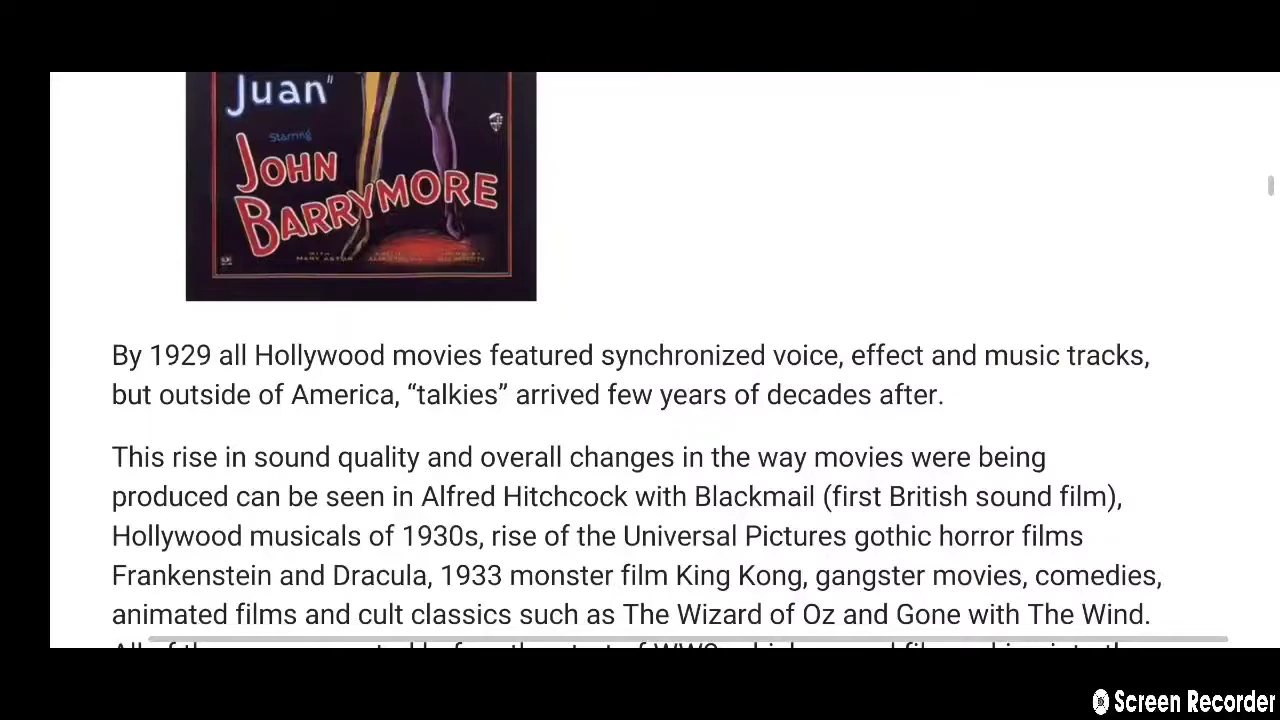 Juan"
Starring
JOHN
BARRYMORE
WITH
MARY ASTOR
By 1929 all Hollywood movies featured synchronized voice, effect and music tracks,
but outside of America, “talkies” arrived few years of decades after.
This rise in sound quality and overall changes in the way movies were being
produced can be seen in Alfred Hitchcock with Blackmail (first British sound film),
Hollywood musicals of 1930s, rise of the Universal Pictures gothic horror films
Frankenstein and Dracula, 1933 monster film King Kong, gangster movies, comedies,
animated films and cult classics such as The Wizard of Oz and Gone with The Wind.
Screen Recorder